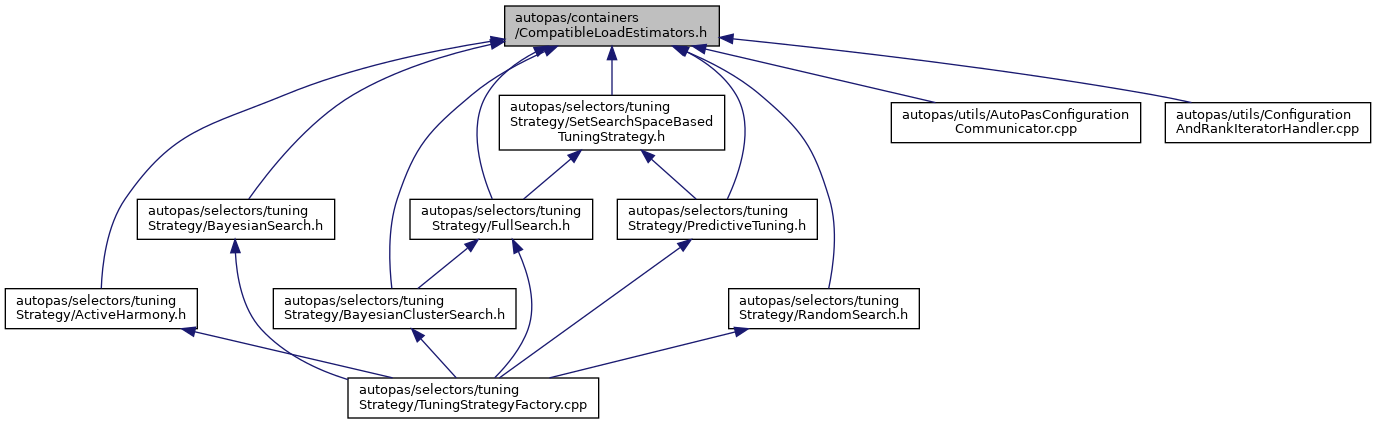 autopas/containers
/CompatibleLoadEstimators.h
autopas/selectors/tuning
Strategy/SetSearchSpaceBased
TuningStrategy.h
autopas/utils/AutoPasConfiguration
Communicator.cpp
autopas/utils/Configuration
AndRankIteratorHandler.cpp
autopas/selectors/tuning
Strategy/BayesianSearch.h
autopas/selectors/tuning
Strategy/FullSearch.h
autopas/selectors/tuning
Strategy/PredictiveTuning.h
autopas/selectors/tuning
Strategy/ActiveHarmony.h
autopas/selectors/tuning
Strategy/BayesianClusterSearch.h
autopas/selectors/tuning
Strategy/RandomSearch.h
autopas/selectors/tuning
Strategy/TuningStrategyFactory.cpp